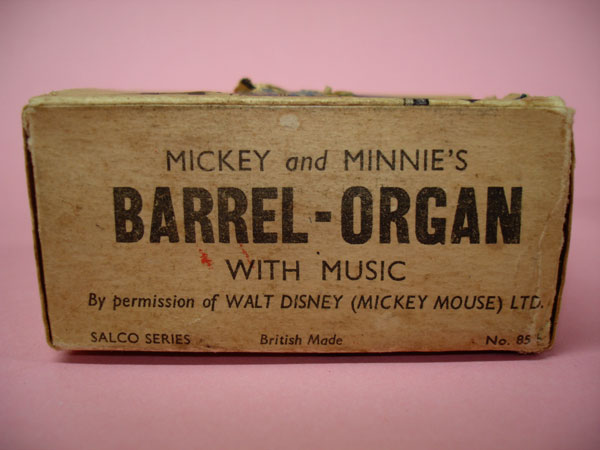 MICKEY and MINNIE'S
BARREL-ORGAN
WITH MUSIC
By permission of WALT DISNEY (MICKEY MOUSE) LTD.
SALCO SERIES British Made No. 85